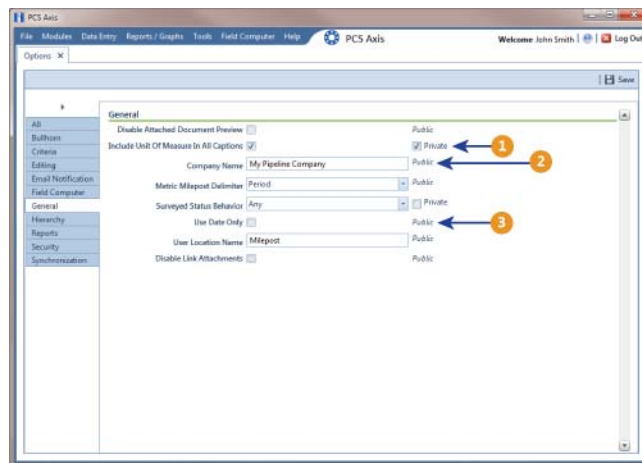 PCS Axis
File Modules Data Entry Reports / Graphs Tools Field Computer Help PCS Axis Welcome John Smith Log Out
Options X
Save
All
Bullhorn
Criteria
Editing
Email Notification
Field Computer
General
Hierarchy
Reports
Security
Synchronization
General
Disable Attached Document Preview Public
Include Unit Of Measure In All Captions Private 1
Company Name My Pipeline Company Public 2
Metric Milepost Delimiter Period Public
Surveyed Status Behavior Any Private
Use Date Only Public 3
User Location Name Milepost Public
Disable Link Attachments Public